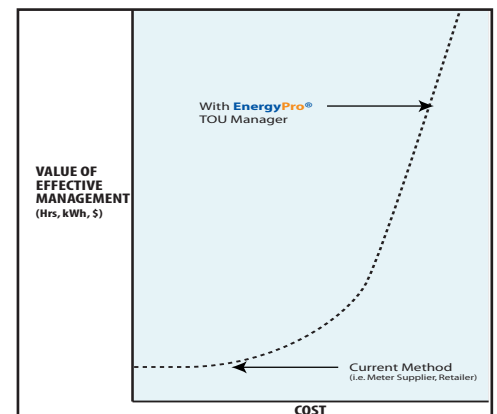 With EnergyPro®
TOU Manager
VALUE OF
EFFECTIVE
MANAGEMENT
(Hrs, kWh, $)
Current Method
(i.e. Meter Supplier, Retailer)
COST